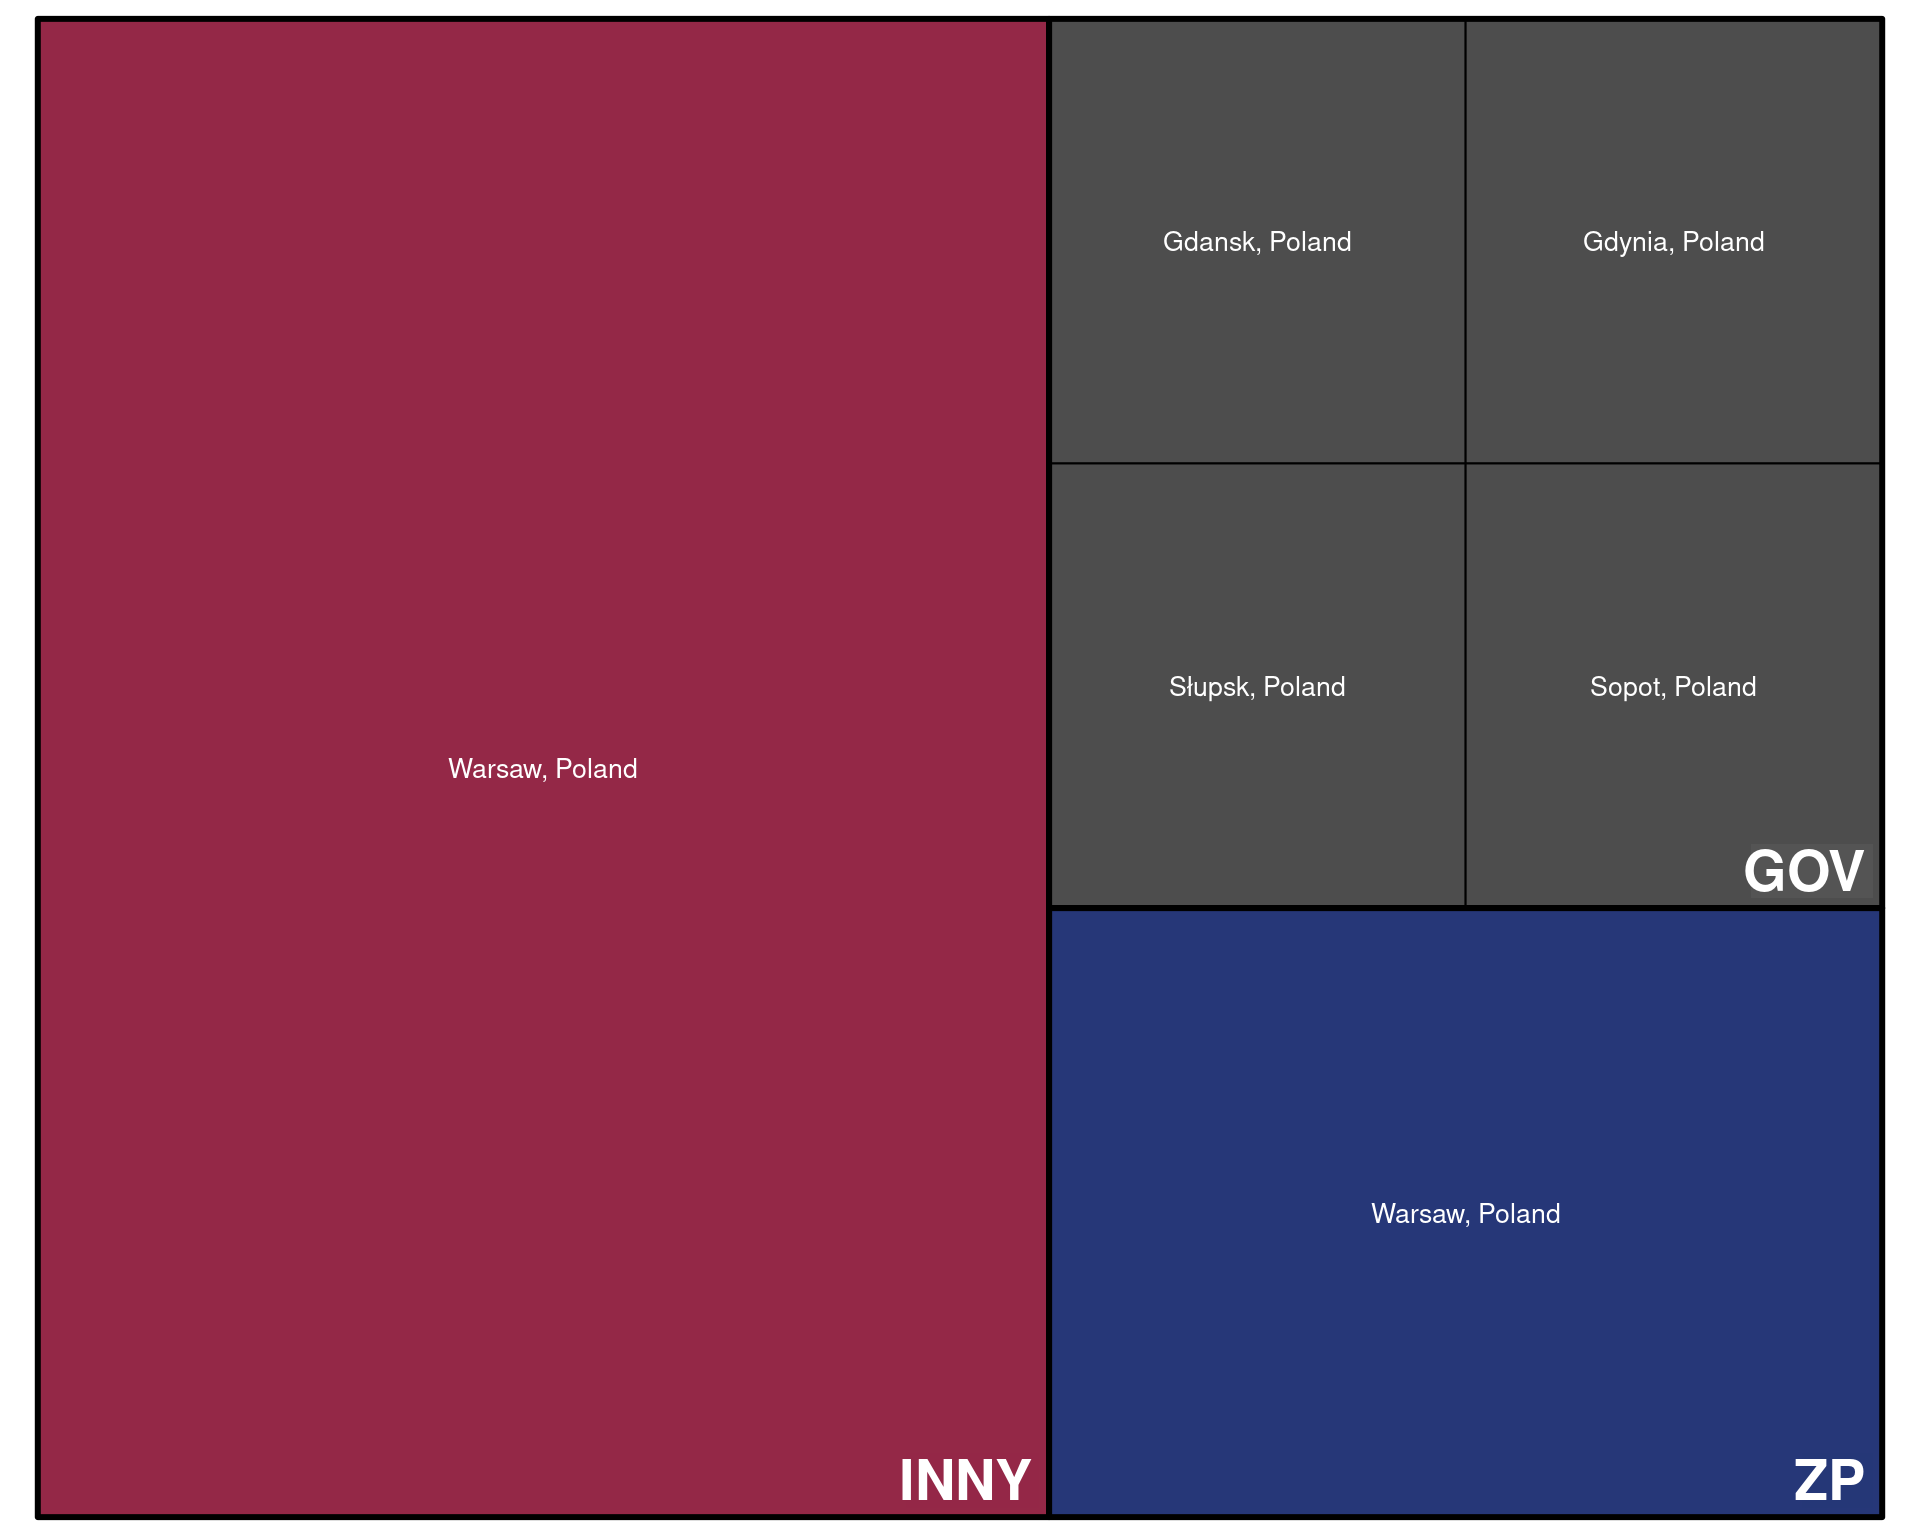 Warsaw, Poland
INNY
Gdansk, Poland
Gdynia, Poland
Słupsk, Poland
Sopot, Poland
GOV
Warsaw, Poland
ZP